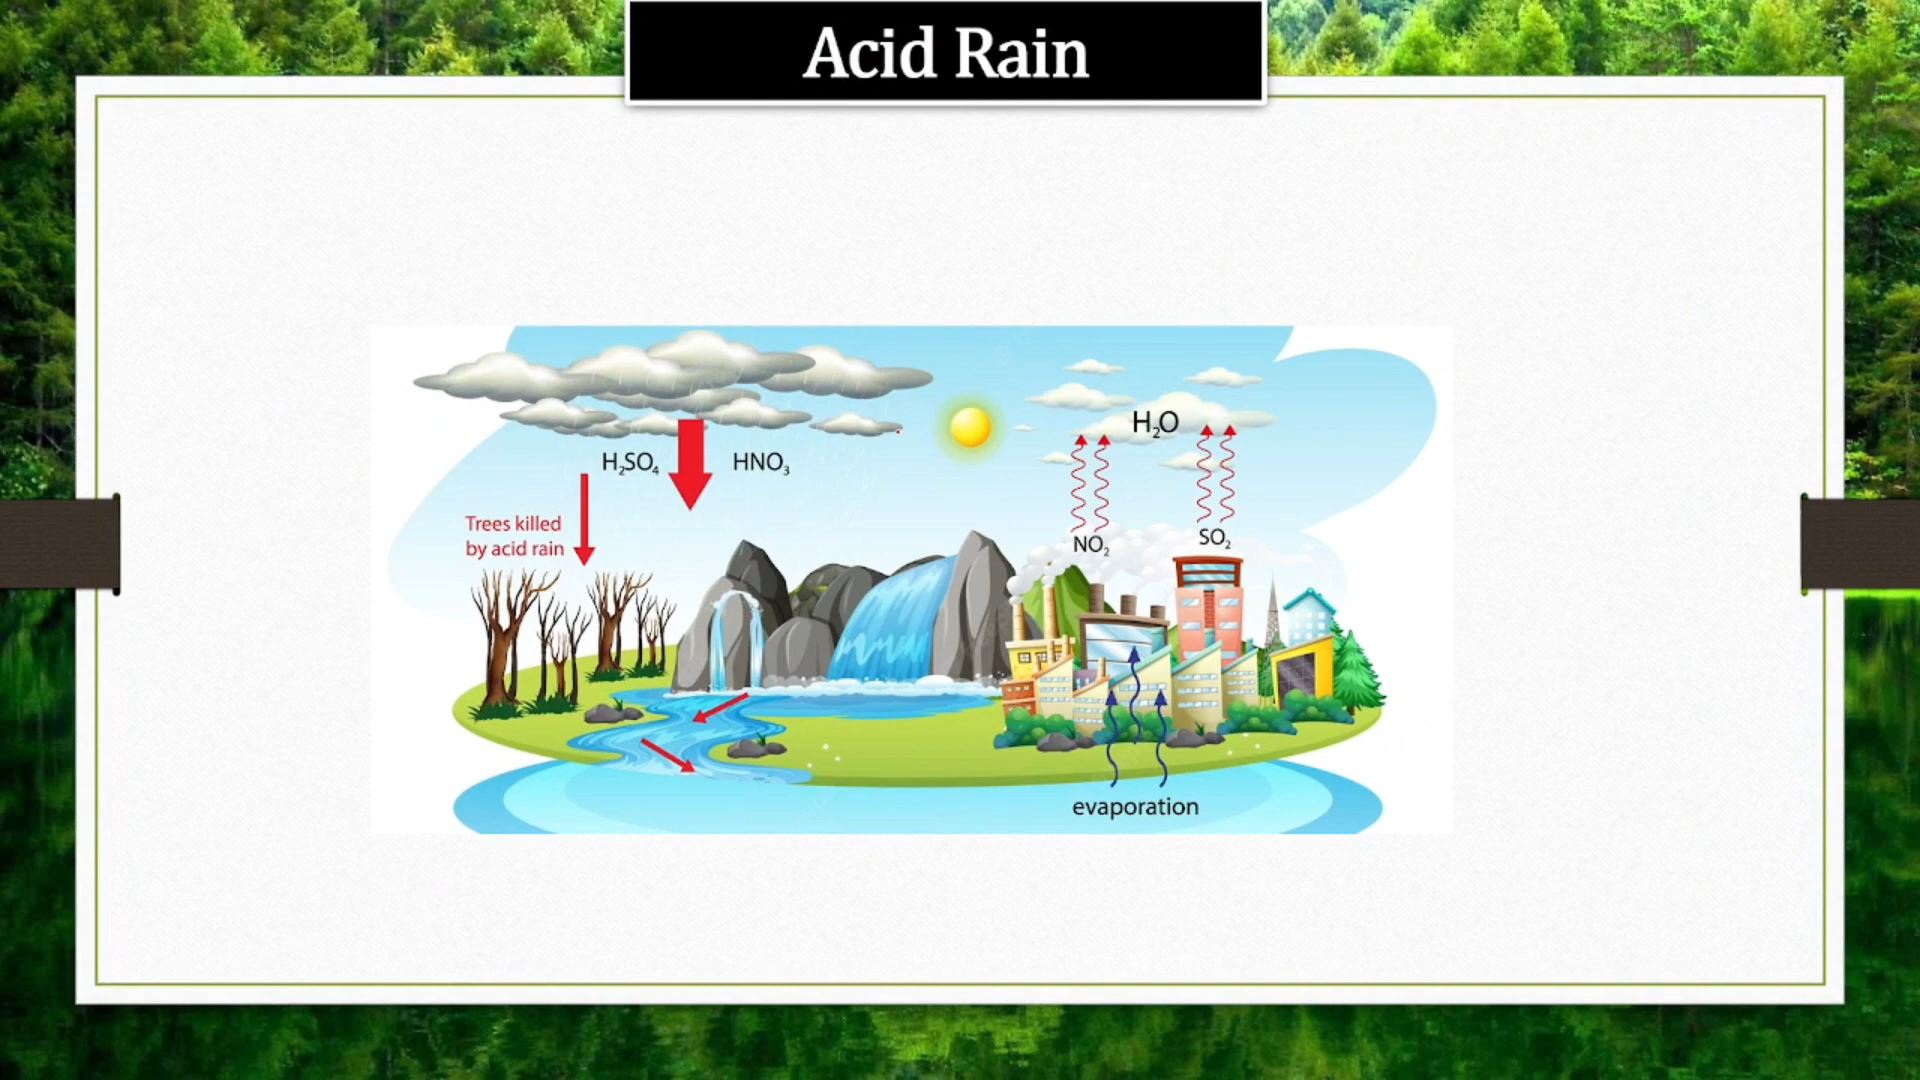 Acid Rain
H₂O
H₂SO₄
HNO₃
Trees killed
by acid rain
NO₂
SO₂
evaporation